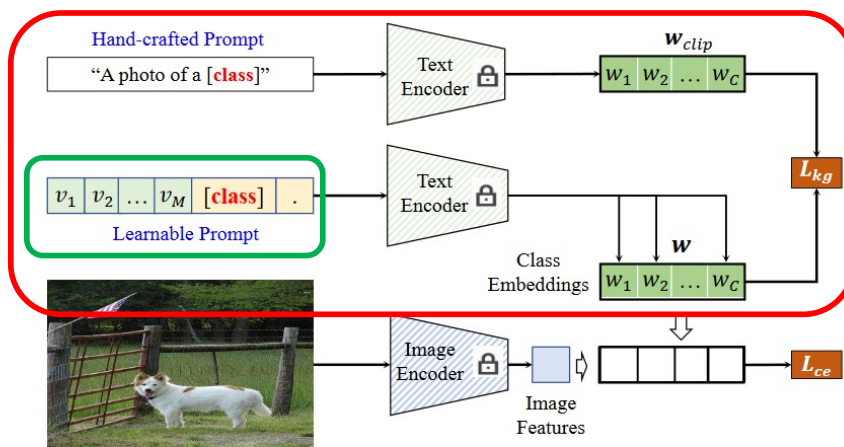 Hand-crafted Prompt
"A photo of a [class]"
Text
Encoder
w_clip
w_1 w_2 ... w_C
L_kg
v_1 v_2 ... v_M [class] .
Learnable Prompt
Text
Encoder
w
Class
Embeddings
w_1 w_2 ... w_C
Image
Encoder
Image
Features
L_ce